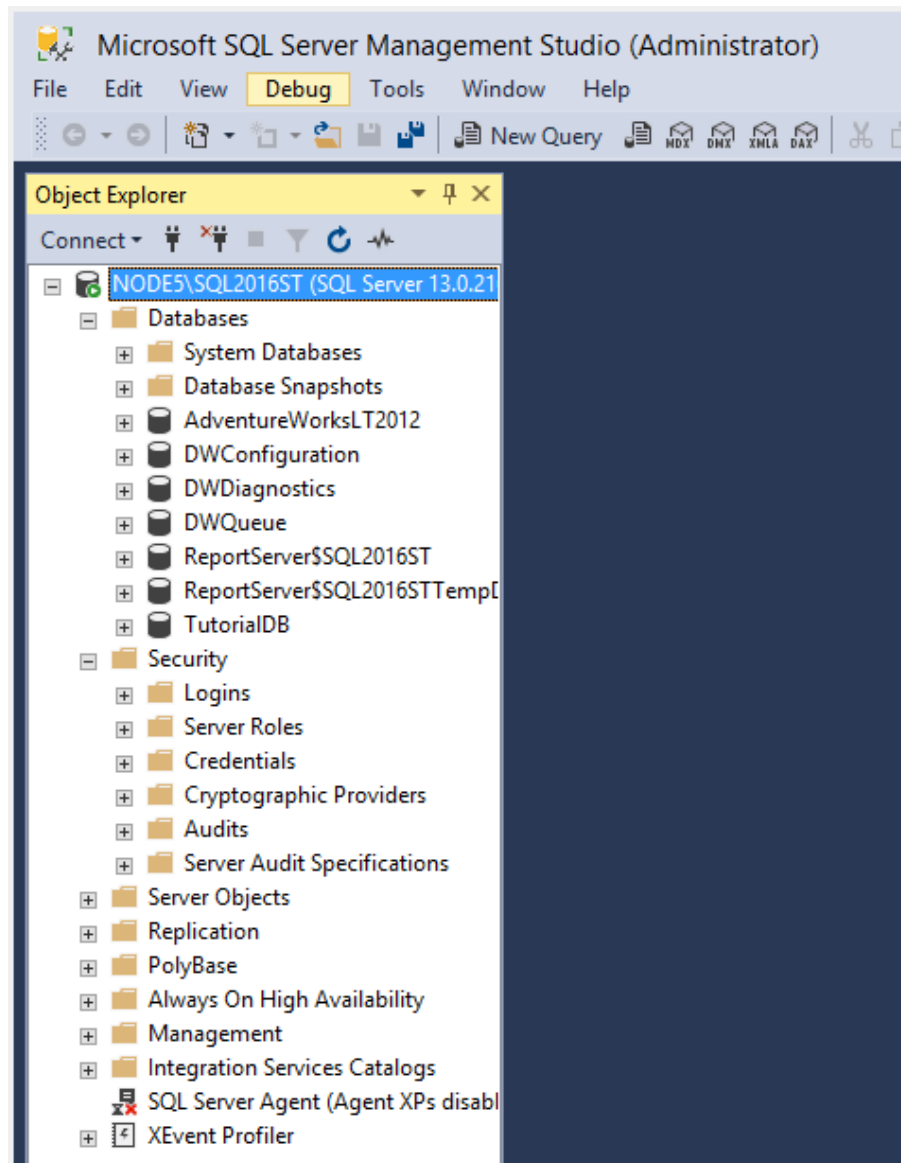 Microsoft SQL Server Management Studio (Administrator)
File Edit View Debug Tools Window Help
New Query MDX DMX XMLA DAX
Object Explorer
Connect
NODE5\SQL2016ST (SQL Server 13.0.21
Databases
System Databases
Database Snapshots
AdventureWorksLT2012
DWConfiguration
DWDiagnostics
DWQueue
ReportServer$SQL2016ST
ReportServer$SQL2016STTemp
TutorialDB
Security
Logins
Server Roles
Credentials
Cryptographic Providers
Audits
Server Audit Specifications
Server Objects
Replication
PolyBase
Always On High Availability
Management
Integration Services Catalogs
SQL Server Agent (Agent XPs disabl
XEvent Profiler